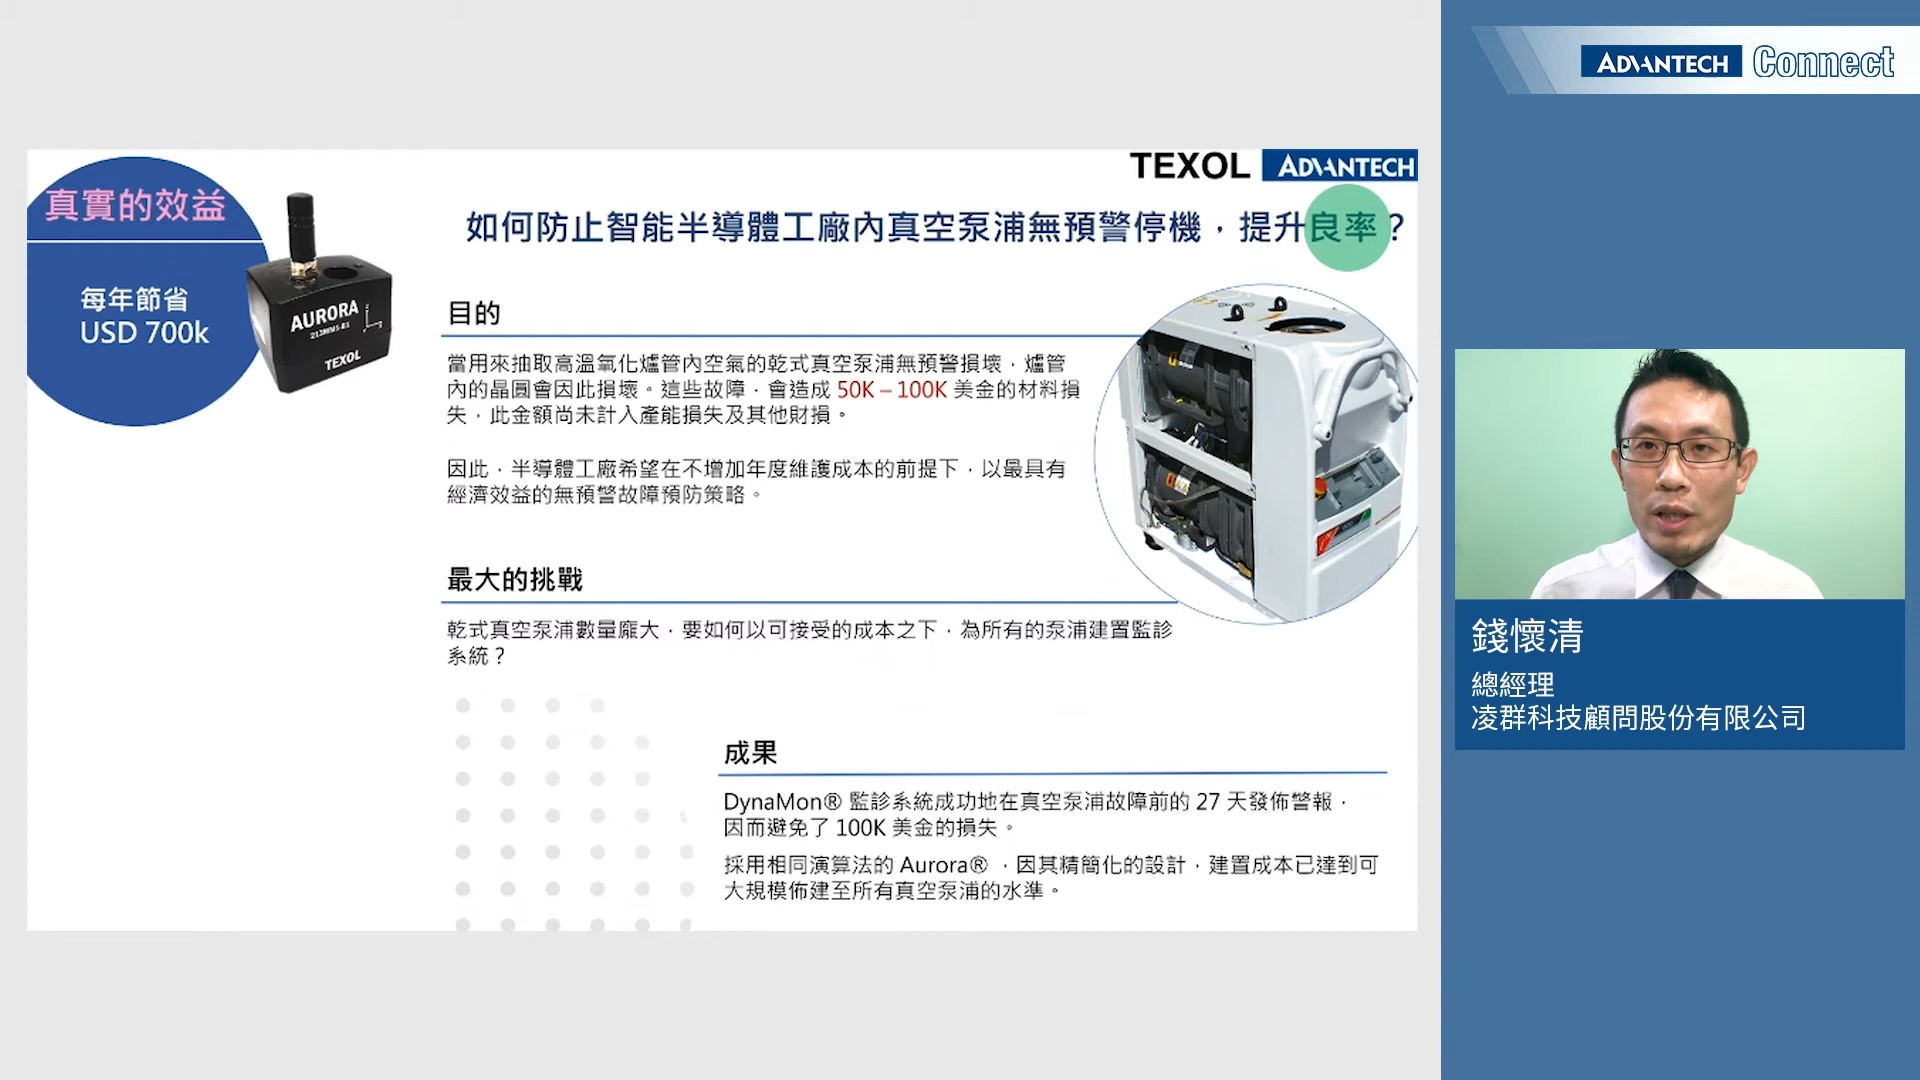 ADVANTECH Connect
TEXOL ADVANTECH
真實的效益
每年節省
USD 700k
AURORA
TEXOL
如何防止智能半導體工廠內真空泵浦無預警停機，提升良率？
目的
當用來抽取高溫氧化爐管內空氣的乾式真空泵浦無預警損壞，爐管
內的晶圓會因此損壞。這些故障，會造成 50K – 100K 美金的材料損
失，此金額尚未計入產能損失及其他財損。
因此，半導體工廠希望在不增加年度維護成本的前提下，以最具有
經濟效益的無預警故障預防策略。
最大的挑戰
乾式真空泵浦數量龐大，要如何以可接受的成本之下，為所有的泵浦建置監診
系統？
成果
DynaMon® 監診系統成功地在真空泵浦故障前的 27 天發佈警報，
因而避免了 100K 美金的損失。
採用相同演算法的 Aurora® ，因其精簡化的設計，建置成本已達到可
大規模佈建至所有真空泵浦的水準。
錢懷清
總經理
凌群科技顧問股份有限公司